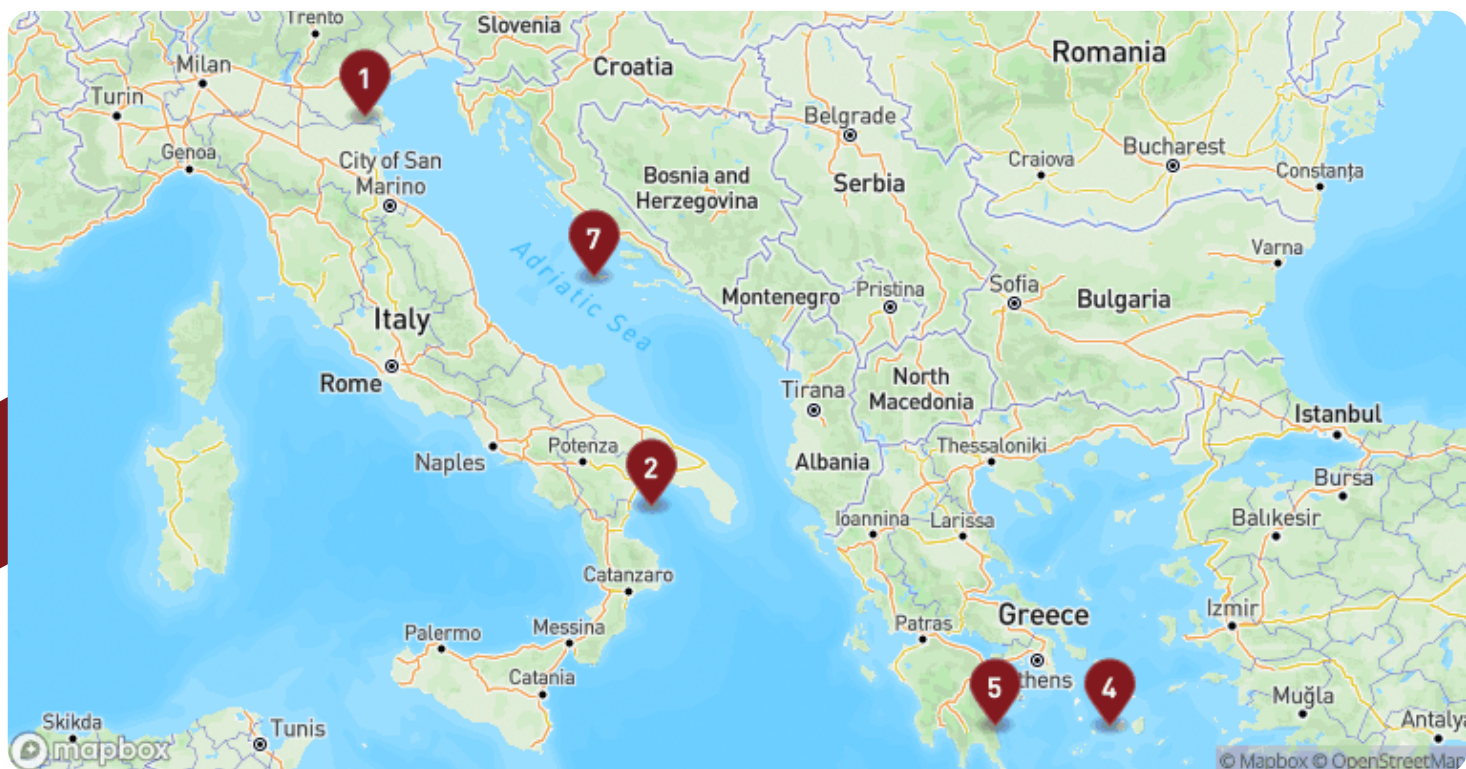 Trento
Slovenia
Romania
Milan
1
Croatia
Turin
Belgrade
Genoa
City of San
Marino
Craiova
Bucharest
Constanța
Bosnia and
Herzegovina
Serbia
7
Adriatic Sea
Varna
Montenegro
Pristina
Sofia
Bulgaria
Italy
Rome
Tirana
North
Macedonia
Istanbul
Naples
Potenza
2
Albania
Thessaloniki
Bursa
Ioannina
Larissa
Balıkesir
Catanzaro
Palermo
Messina
Patras
Greece
Izmir
Catania
5
thens
4
Muğla
Skikda
Tunis
Antalya
mapbox
© Mapbox © OpenStreetMap